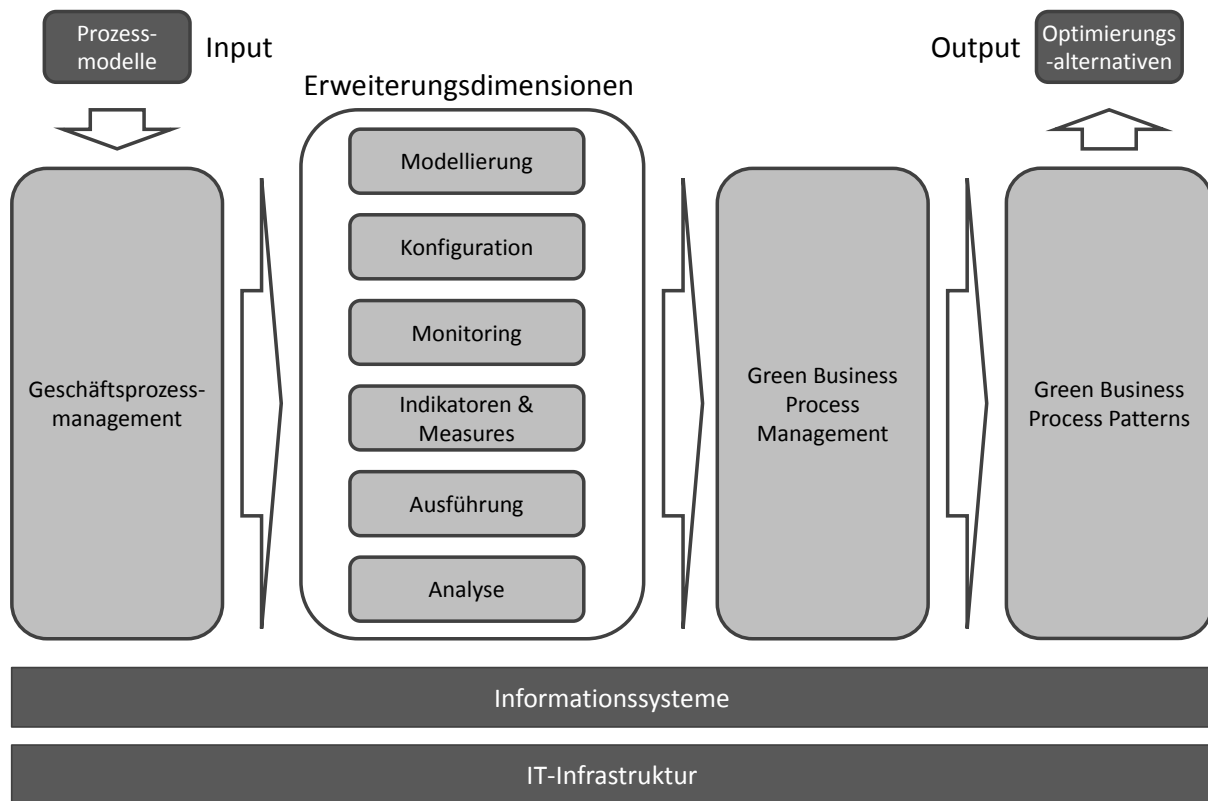 Prozess-
modelle
Input
Output
Optimierungs
-alternativen
Erweiterungsdimensionen
Modellierung
Konfiguration
Monitoring
Indikatoren &
Measures
Ausführung
Analyse
Geschäftsprozess-
management
Green Business
Process
Management
Green Business
Process Patterns
Informationssysteme
IT-Infrastruktur